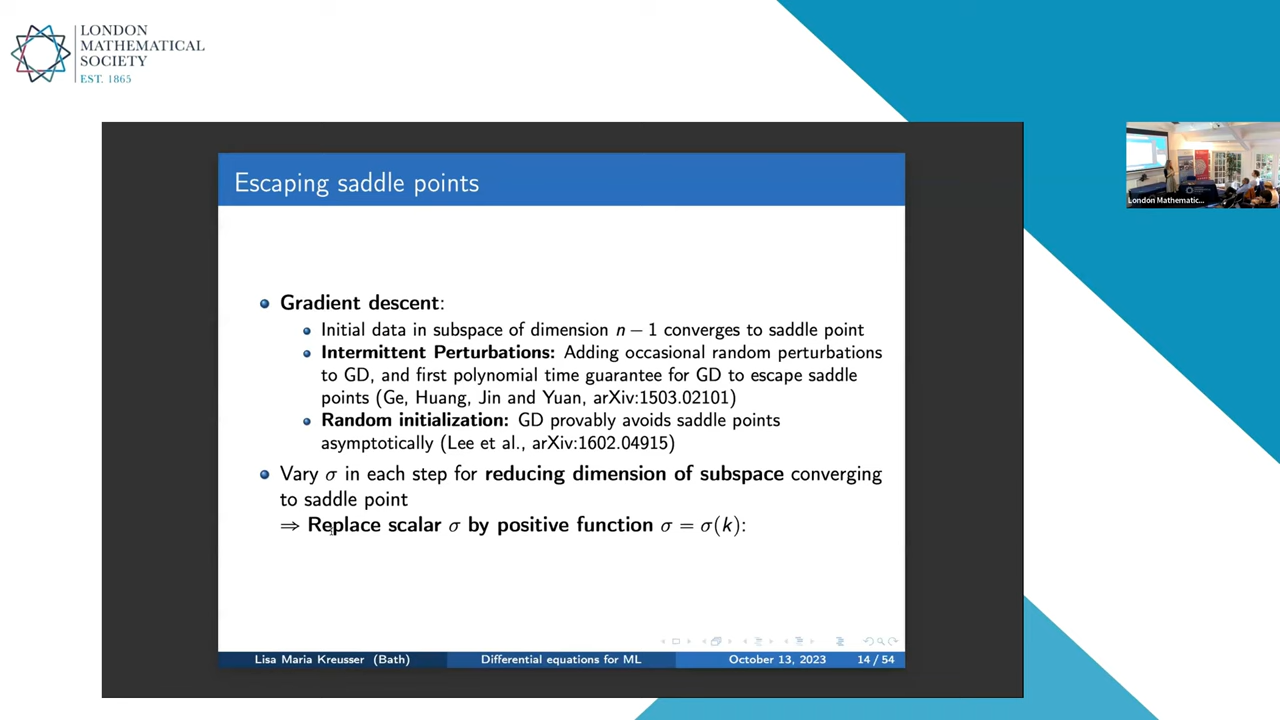 LONDON
MATHEMATICAL
SOCIETY
EST. 1865
London Mathematic...
Escaping saddle points
Gradient descent:
Initial data in subspace of dimension n − 1 converges to saddle point
Intermittent Perturbations: Adding occasional random perturbations
to GD, and first polynomial time guarantee for GD to escape saddle
points (Ge, Huang, Jin and Yuan, arXiv:1503.02101)
Random initialization: GD provably avoids saddle points
asymptotically (Lee et al., arXiv:1602.04915)
Vary σ in each step for reducing dimension of subspace converging
to saddle point
⇒ Replace scalar σ by positive function σ = σ(k):
Lisa Maria Kreusser (Bath) Differential equations for ML October 13, 2023 14 / 54